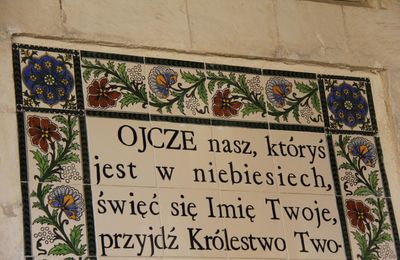 OJCZE nasz, któryś
jest w niebiesiech,
święć się Imię Twoje,
przyjdź Królestwo Two-